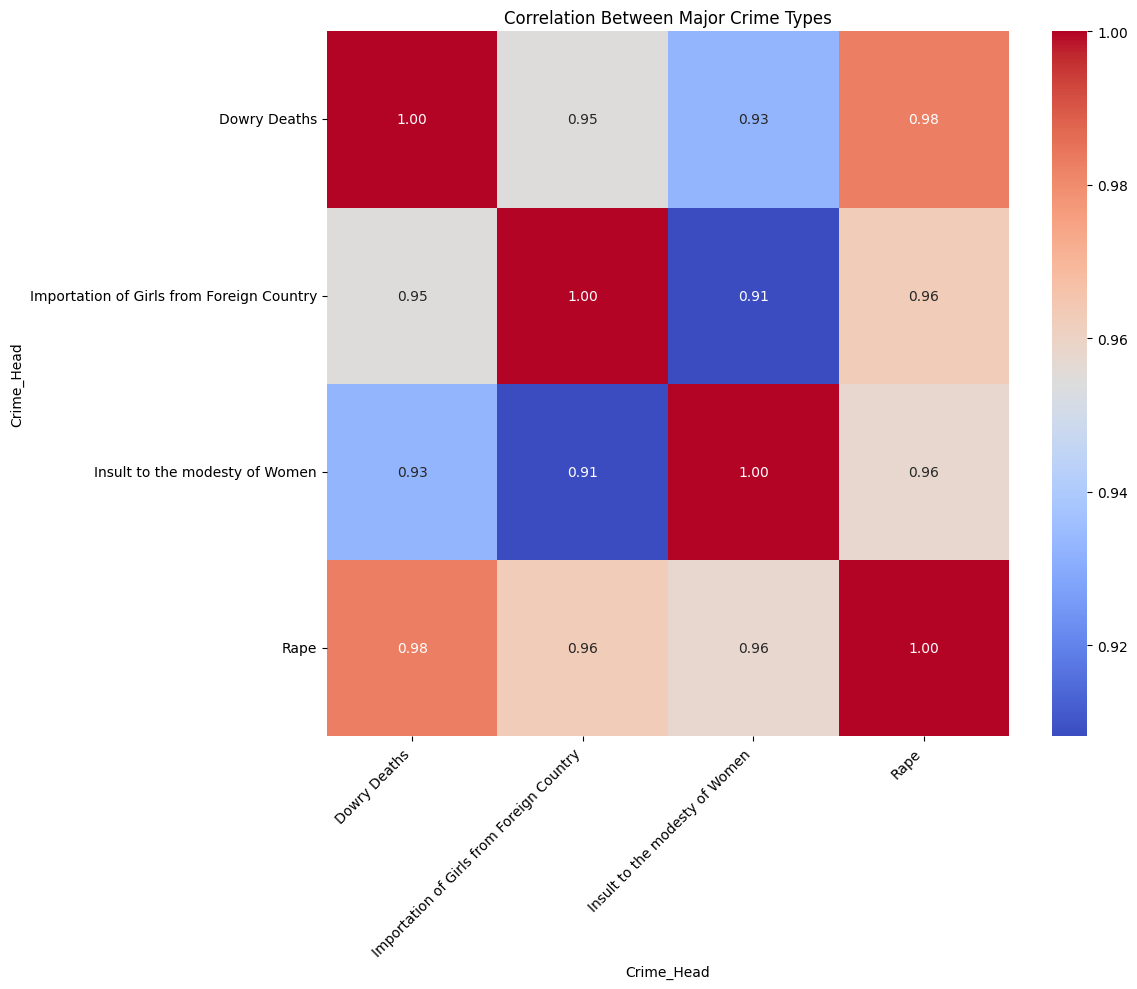 Correlation Between Major Crime Types
Dowry Deaths
1.00
0.95
0.93
0.98
Importation of Girls from Foreign Country
0.95
1.00
0.91
0.96
Insult to the modesty of Women
0.93
0.91
1.00
0.96
Rape
0.98
0.96
0.96
1.00
Crime_Head
Dowry Deaths
Importation of Girls from Foreign Country
Insult to the modesty of Women
Rape
Crime_Head
1.00
0.98
0.96
0.94
0.92